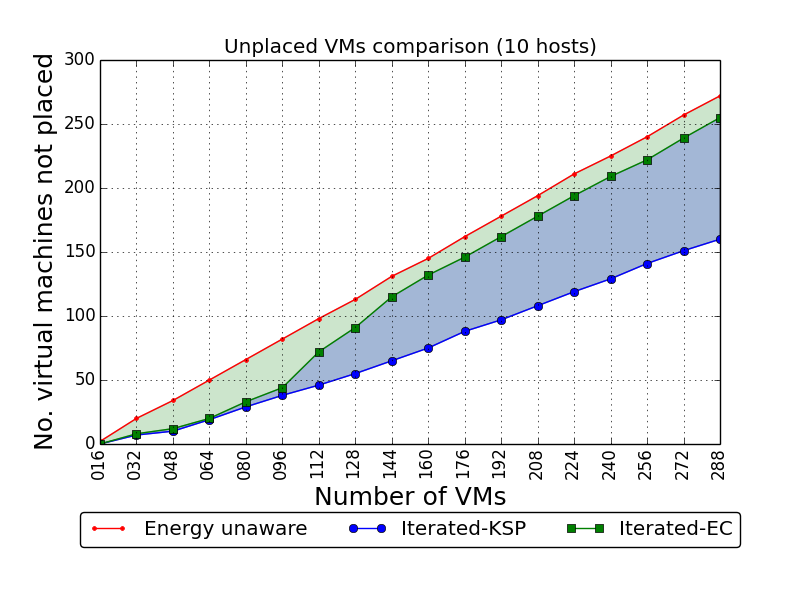 Unplaced VMs comparison (10 hosts)
No. virtual machines not placed
300
250
200
150
100
50
0
016 032 048 064 080 096 112 128 144 160 176 192 208 224 240 256 272 288
Number of VMs
Energy unaware Iterated-KSP Iterated-EC